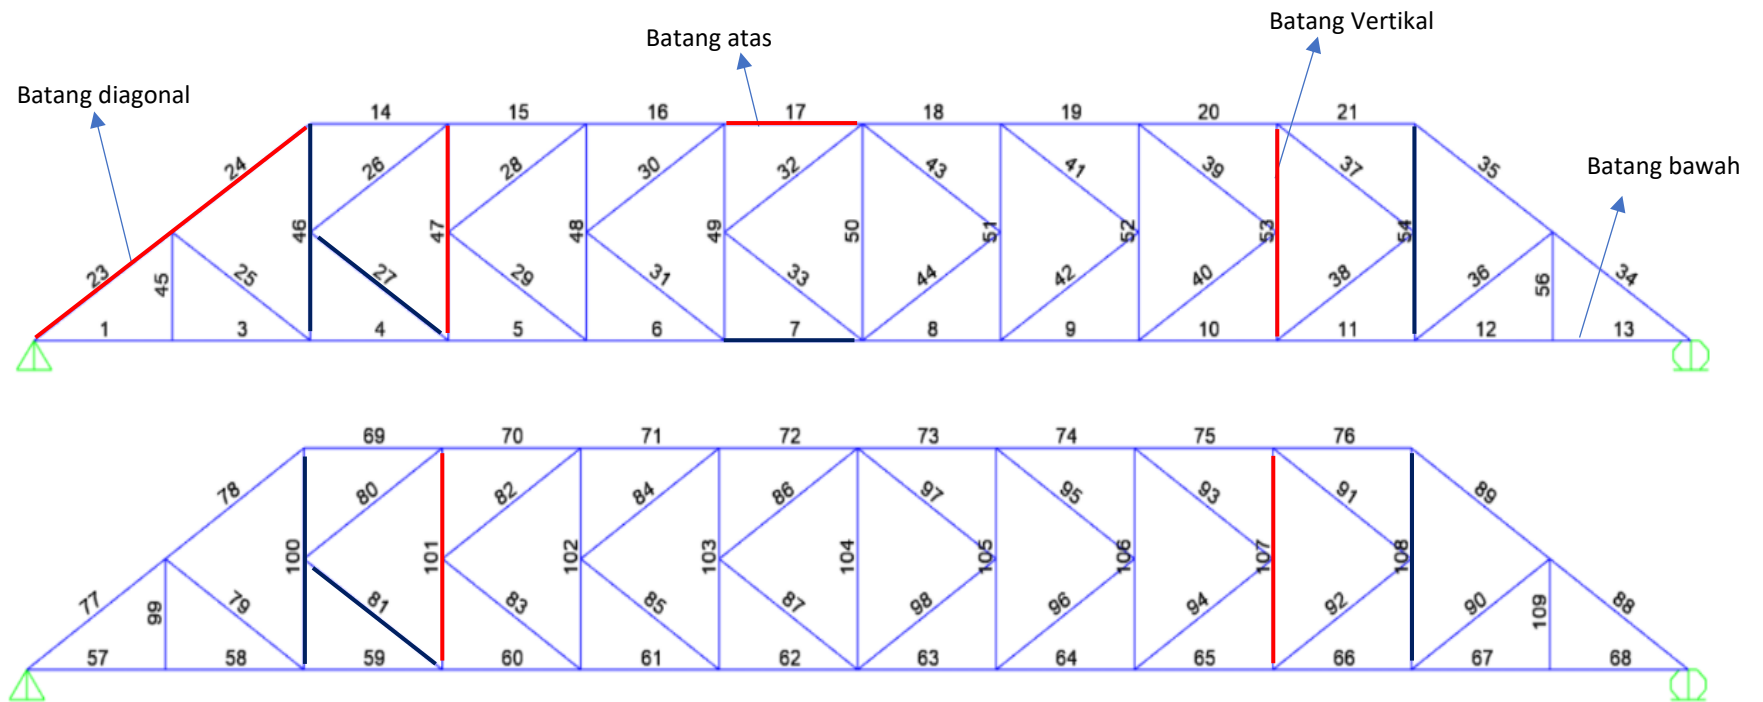 Batang Vertikal
Batang atas
Batang diagonal
Batang bawah
14 15 16 17 18 19 20 21
24 26 28 30 32 43 41 39 37 35
46 47 48 49 50 51 52 53 54
23 45 25 27 29 31 33 44 42 40 38 36 56 34
1 3 4 5 6 7 8 9 10 11 12 13
69 70 71 72 73 74 75 76
78 80 82 84 86 97 95 93 91 89
100 101 102 103 104 105 106 107 108
77 99 79 81 83 85 87 98 96 94 92 90 109 88
57 58 59 60 61 62 63 64 65 66 67 68